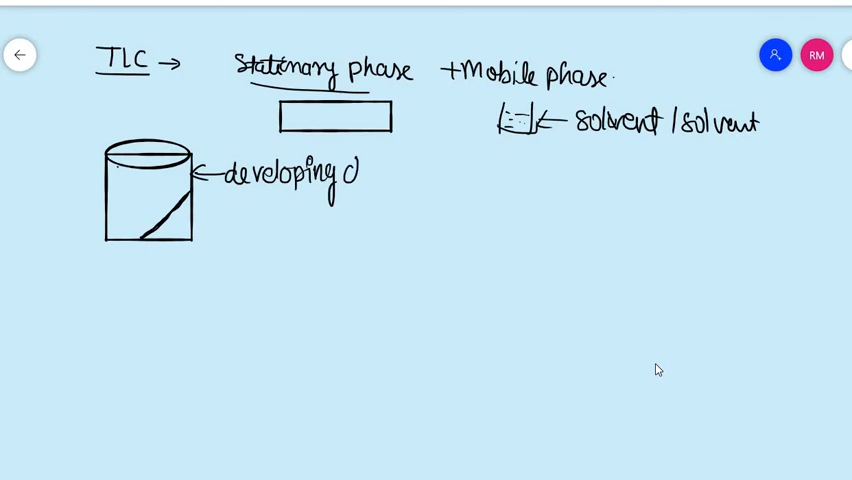 TLC → Stationary phase + Mobile phase.
← solvent / solvent
← developing c
RM